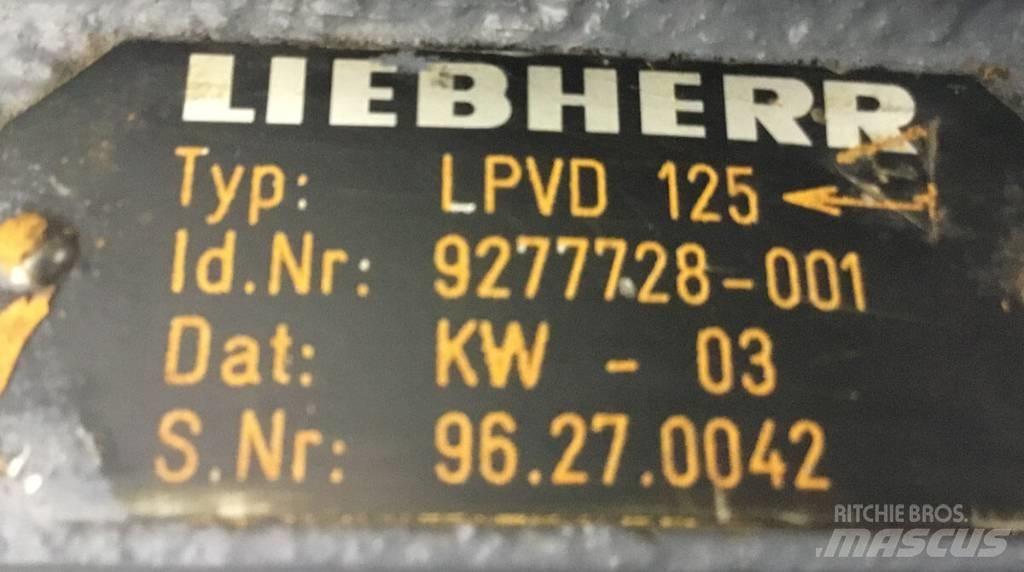 LIEBHERR
Typ: LPVD 125
Id.Nr: 9277728-001
Dat: KW - 03
S.Nr: 96.27.0042
RITCHIE BROS.
MASCUS